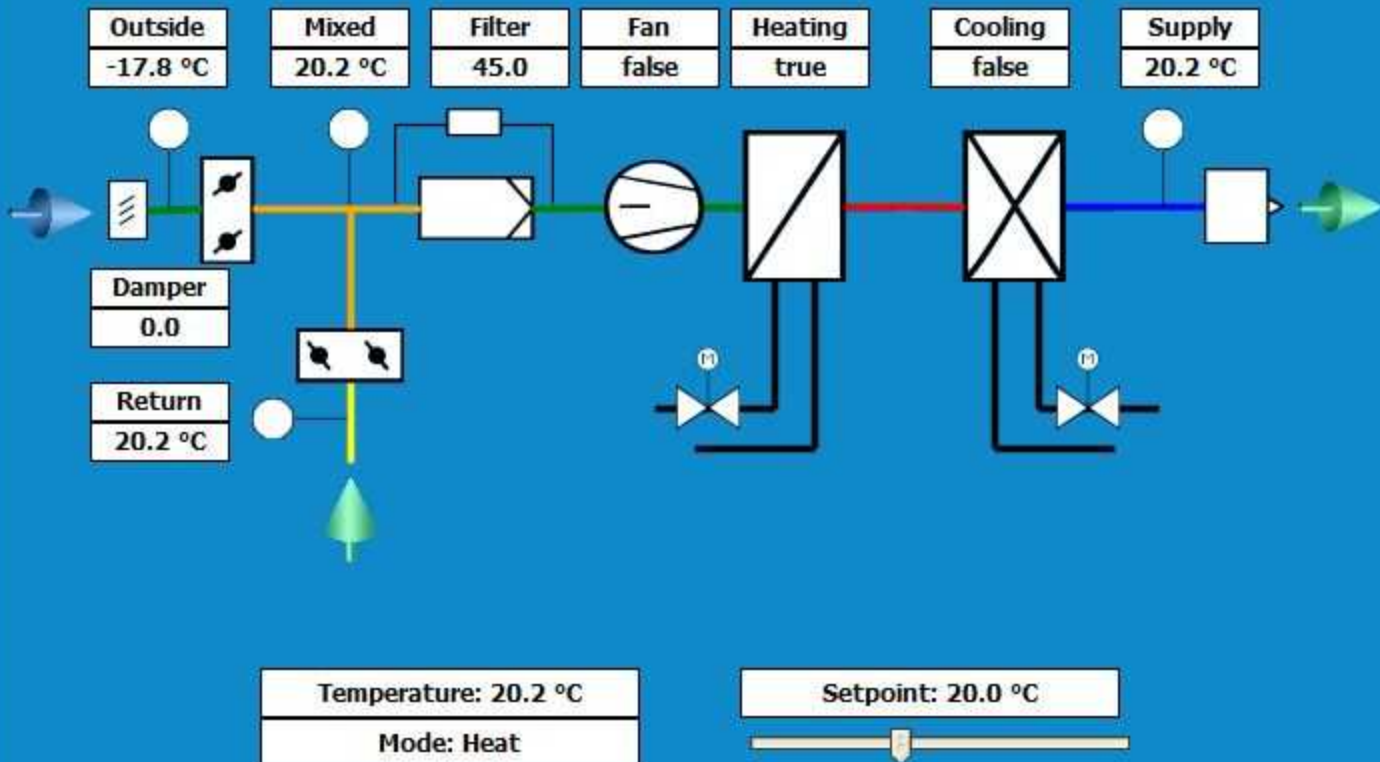 Outside
-17.8 °C
Mixed
20.2 °C
Filter
45.0
Fan
false
Heating
true
Cooling
false
Supply
20.2 °C
Damper
0.0
Return
20.2 °C
M
M
Temperature: 20.2 °C
Mode: Heat
Setpoint: 20.0 °C